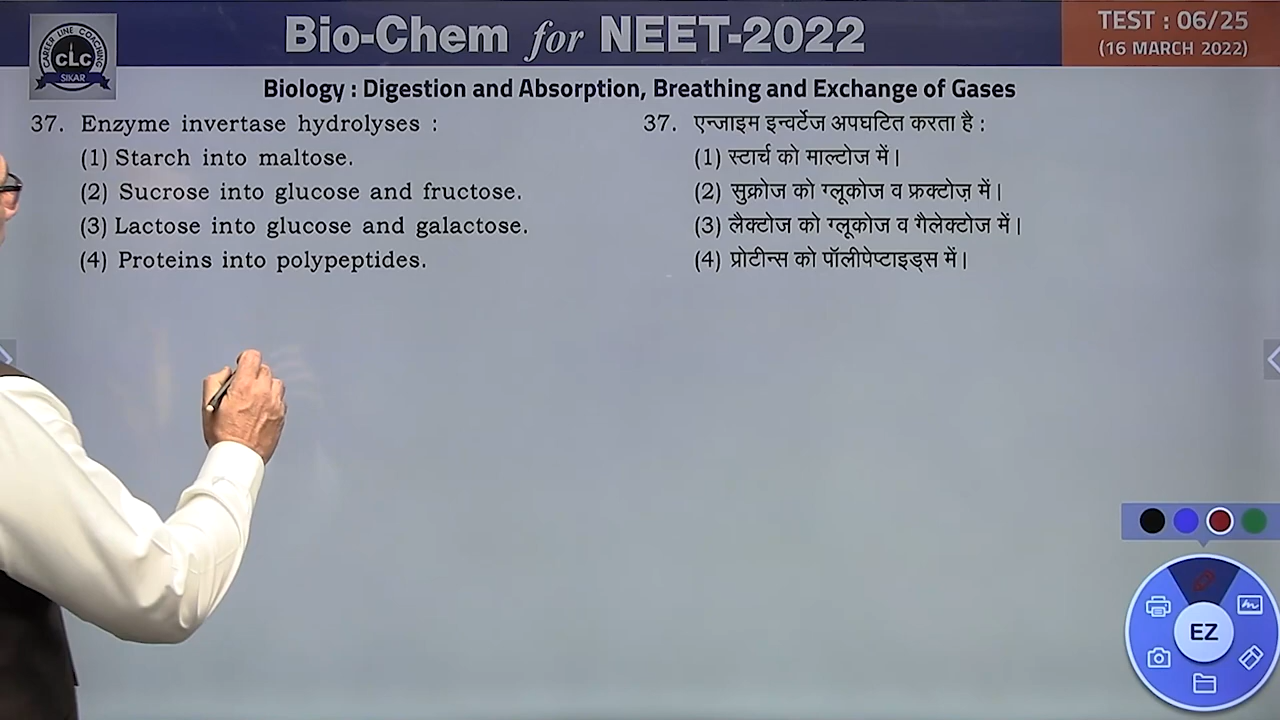 CAREER LINE COACHING
CLC
SIKAR
Bio-Chem for NEET-2022
TEST : 06/25
(16 MARCH 2022)
Biology : Digestion and Absorption, Breathing and Exchange of Gases
37. Enzyme invertase hydrolyses :
(1) Starch into maltose.
(2) Sucrose into glucose and fructose.
(3) Lactose into glucose and galactose.
(4) Proteins into polypeptides.
37. एन्जाइम इन्वर्टेज अपघटित करता है :
(1) स्टार्च को माल्टोज में।
(2) सुक्रोज को ग्लूकोज व फ्रक्टोज़ में।
(3) लैक्टोज को ग्लूकोज व गैलेक्टोज में।
(4) प्रोटीन्स को पॉलीपेप्टाइड्स में।
EZ